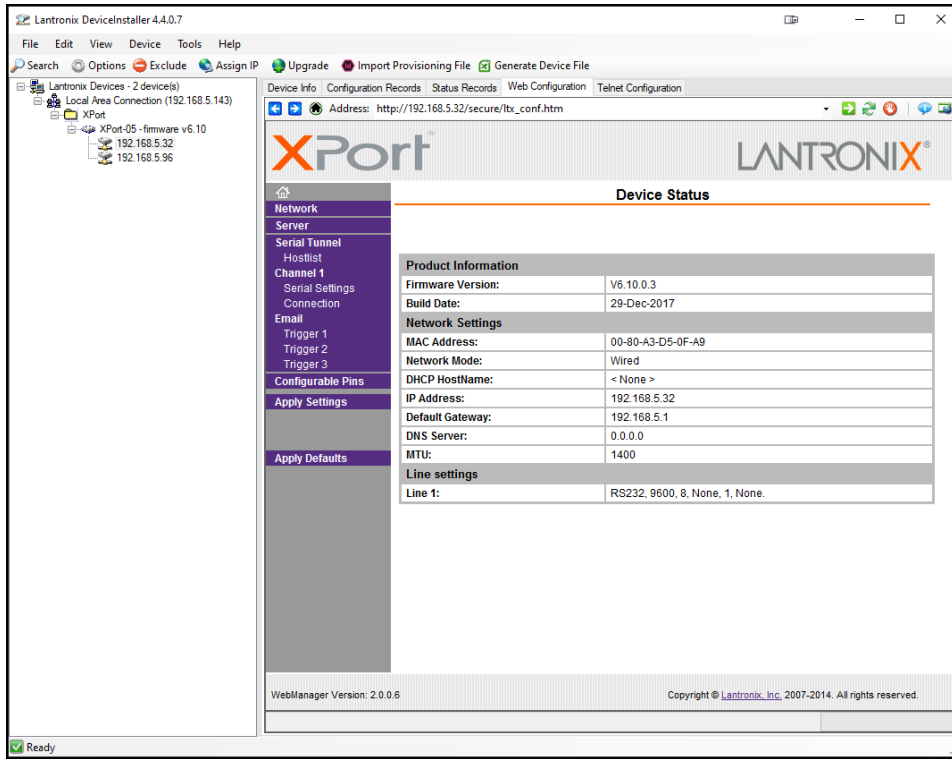 Lantronix DeviceInstaller 4.4.0.7
File Edit View Device Tools Help
Search Options Exclude Assign IP Upgrade Import Provisioning File Generate Device File
Lantronix Devices - 2 device(s)
Local Area Connection (192.168.5.143)
XPort
XPort-05 - firmware v6.10
192.168.5.32
192.168.5.96
Device Info Configuration Records Status Records Web Configuration Telnet Configuration
Address: http://192.168.5.32/secure/ltx_conf.htm
XPort™ LANTRONIX®
Network
Server
Serial Tunnel
Hostlist
Channel 1
Serial Settings
Connection
Email
Trigger 1
Trigger 2
Trigger 3
Configurable Pins
Apply Settings
Apply Defaults
Device Status
Product Information
Firmware Version: V6.10.0.3
Build Date: 29-Dec-2017
Network Settings
MAC Address: 00-80-A3-D5-0F-A9
Network Mode: Wired
DHCP HostName: < None >
IP Address: 192.168.5.32
Default Gateway: 192.168.5.1
DNS Server: 0.0.0.0
MTU: 1400
Line settings
Line 1: RS232, 9600, 8, None, 1, None.
WebManager Version: 2.0.0.6 Copyright © Lantronix, Inc. 2007-2014. All rights reserved.
Ready